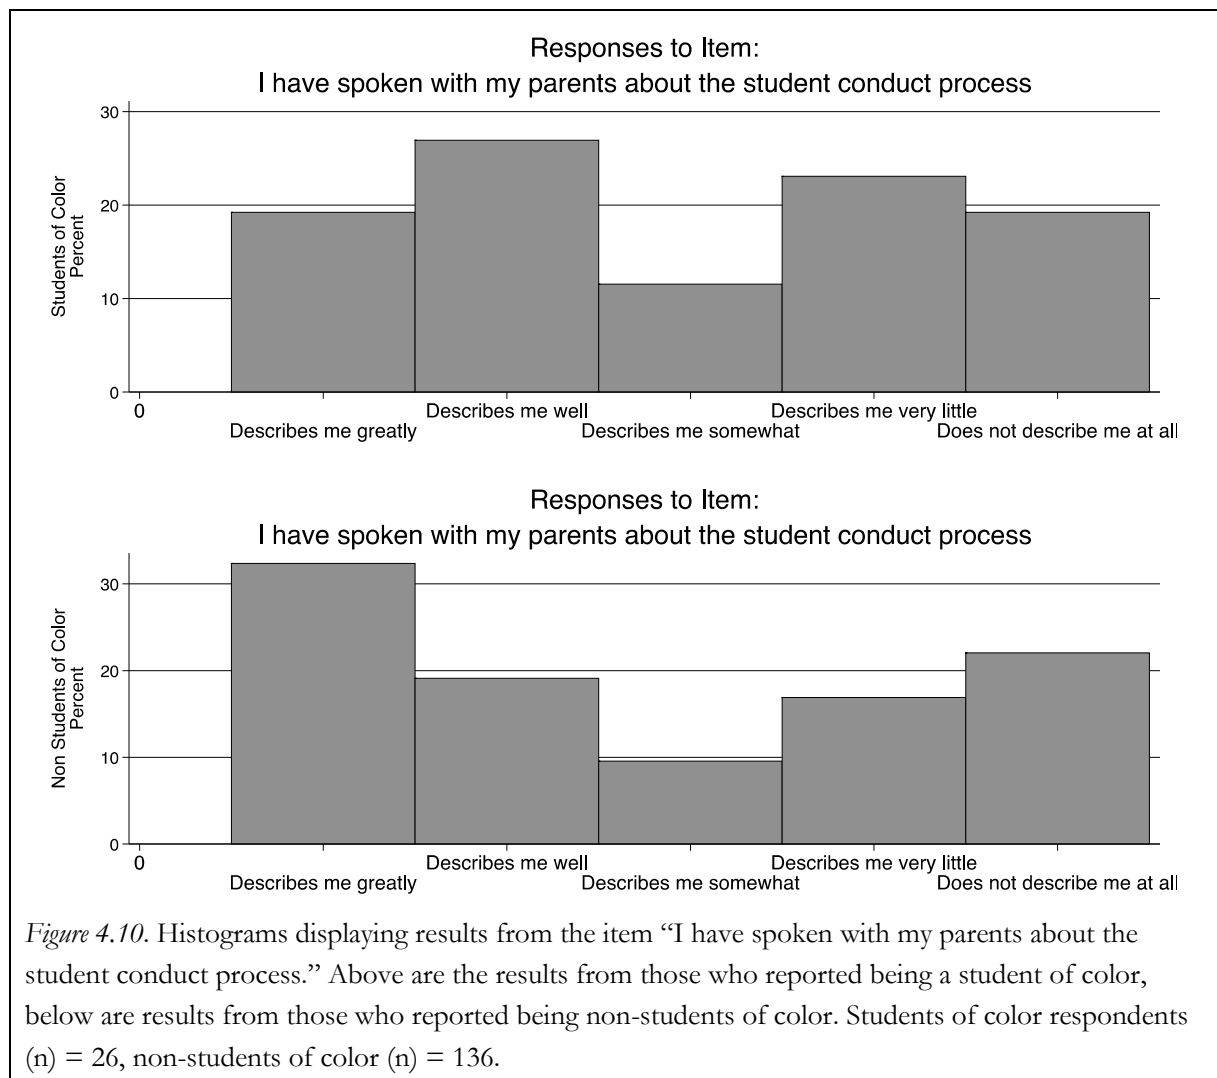 Responses to Item:
I have spoken with my parents about the student conduct process
Students of Color
Percent
30
20
10
0
0
Describes me greatly
Describes me well
Describes me somewhat
Describes me very little
Does not describe me at all
Responses to Item:
I have spoken with my parents about the student conduct process
Non Students of Color
Percent
30
20
10
0
0
Describes me greatly
Describes me well
Describes me somewhat
Describes me very little
Does not describe me at all
Figure 4.10. Histograms displaying results from the item “I have spoken with my parents about the
student conduct process.” Above are the results from those who reported being a student of color,
below are results from those who reported being non-students of color. Students of color respondents
(n) = 26, non-students of color (n) = 136.